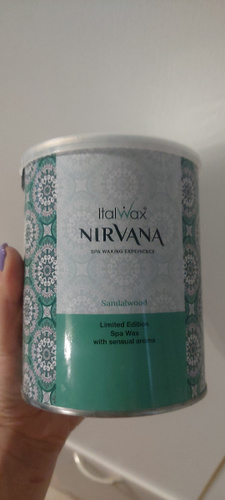 ItalWax
NIRVANA
SPA WAXING EXPERIENCE
Sandalwood
Limited Edition
Spa Wax
with sensual aroma